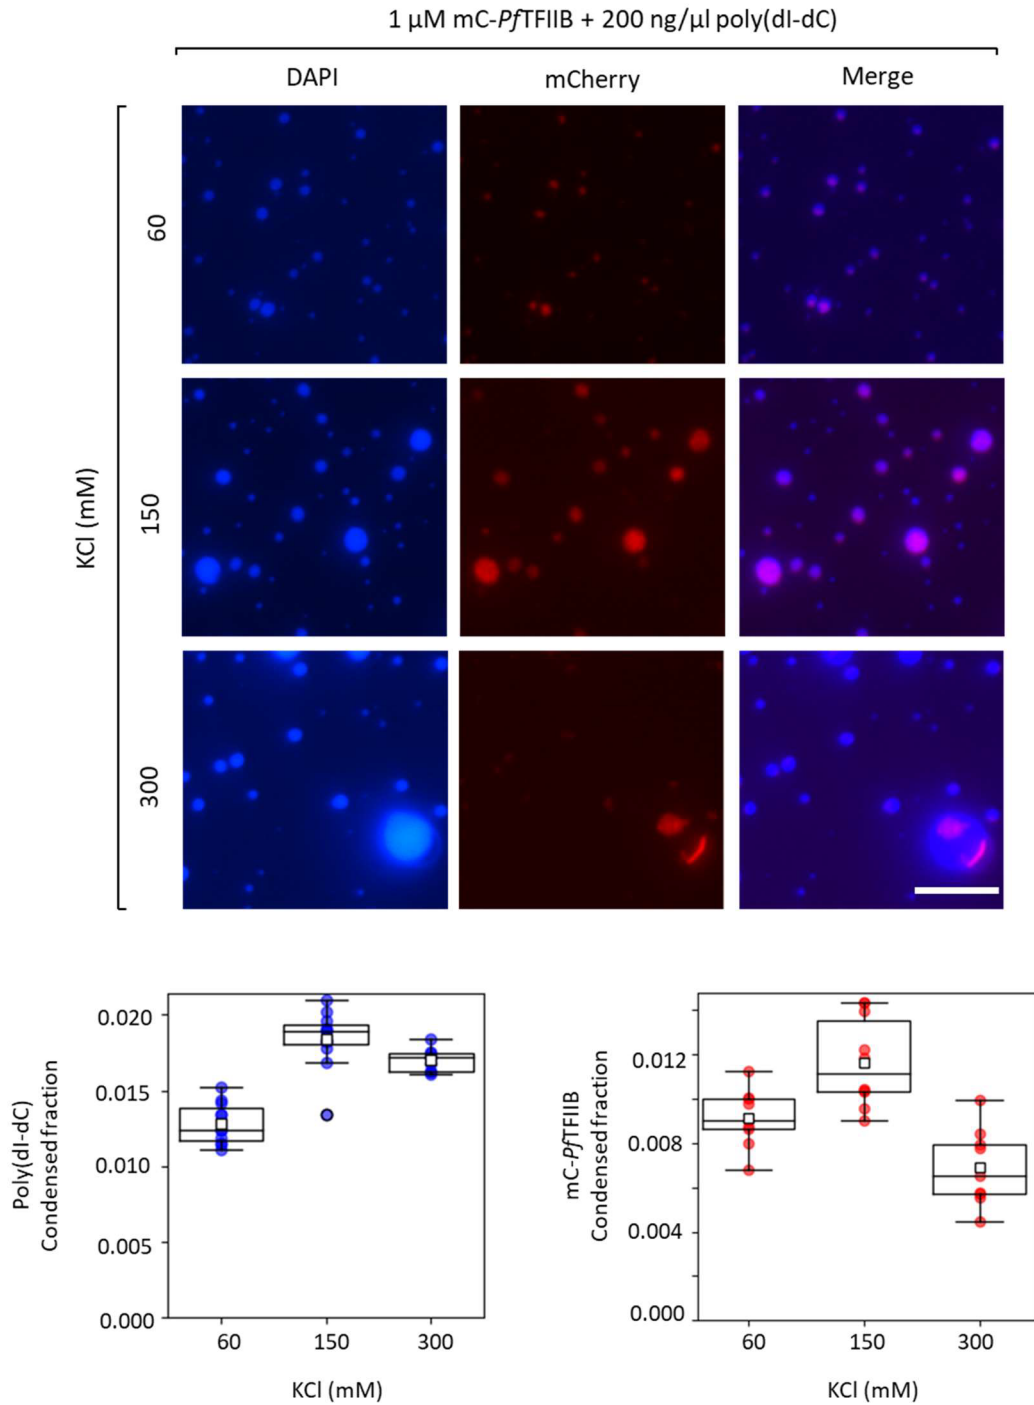 1 µM mC-PfTFIIB + 200 ng/µl poly(dI-dC)
DAPI mCherry Merge
KCl (mM)
60
150
300
Poly(dI-dC)
Condensed fraction
0.020
0.015
0.010
0.005
0.000
60 150 300
KCl (mM)
mC-PfTFIIB
Condensed fraction
0.012
0.008
0.004
0.000
60 150 300
KCl (mM)